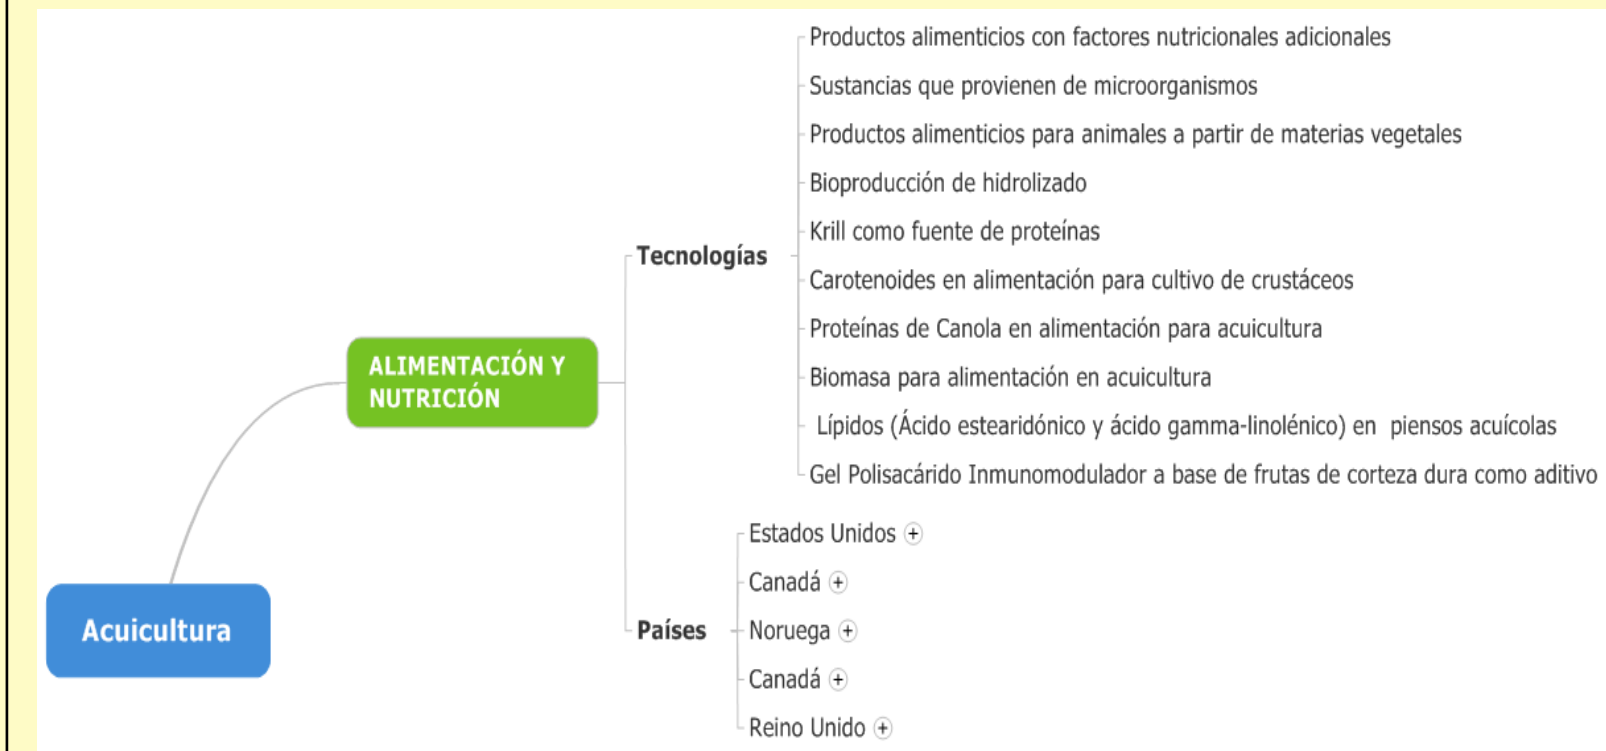 Productos alimenticios con factores nutricionales adicionales
Sustancias que provienen de microorganismos
Productos alimenticios para animales a partir de materias vegetales
Bioproducción de hidrolizado
Krill como fuente de proteínas
Tecnologías
Carotenoides en alimentación para cultivo de crustáceos
Proteínas de Canola en alimentación para acuicultura
ALIMENTACIÓN Y
NUTRICIÓN
Biomasa para alimentación en acuicultura
Lípidos (Ácido estearidónico y ácido gamma-linolénico) en piensos acuícolas
Gel Polisacárido Inmunomodulador a base de frutas de corteza dura como aditivo
Estados Unidos +
Canadá +
Acuicultura
Países
Noruega +
Canadá +
Reino Unido +